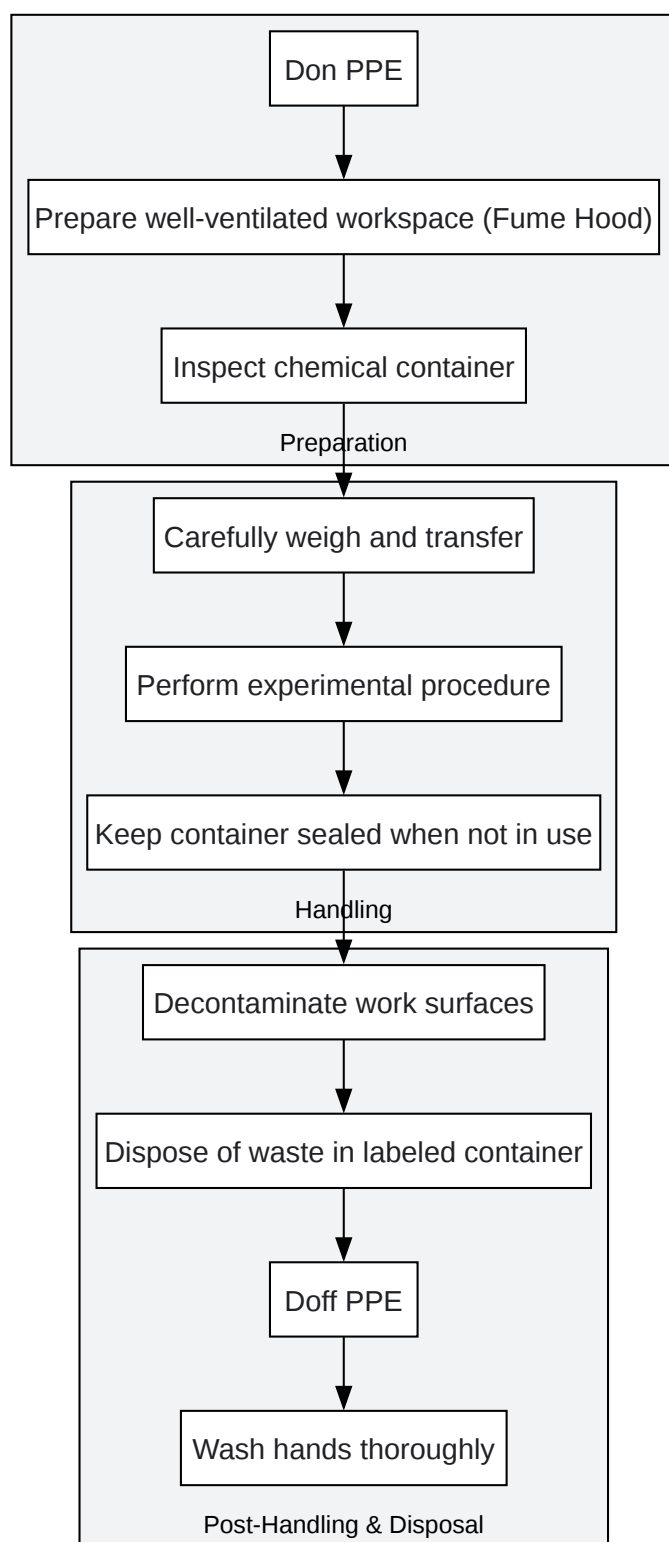 Don PPE
Prepare well-ventilated workspace (Fume Hood)
Inspect chemical container
Preparation
Carefully weigh and transfer
Perform experimental procedure
Keep container sealed when not in use
Handling
Decontaminate work surfaces
Dispose of waste in labeled container
Doff PPE
Wash hands thoroughly
Post-Handling & Disposal